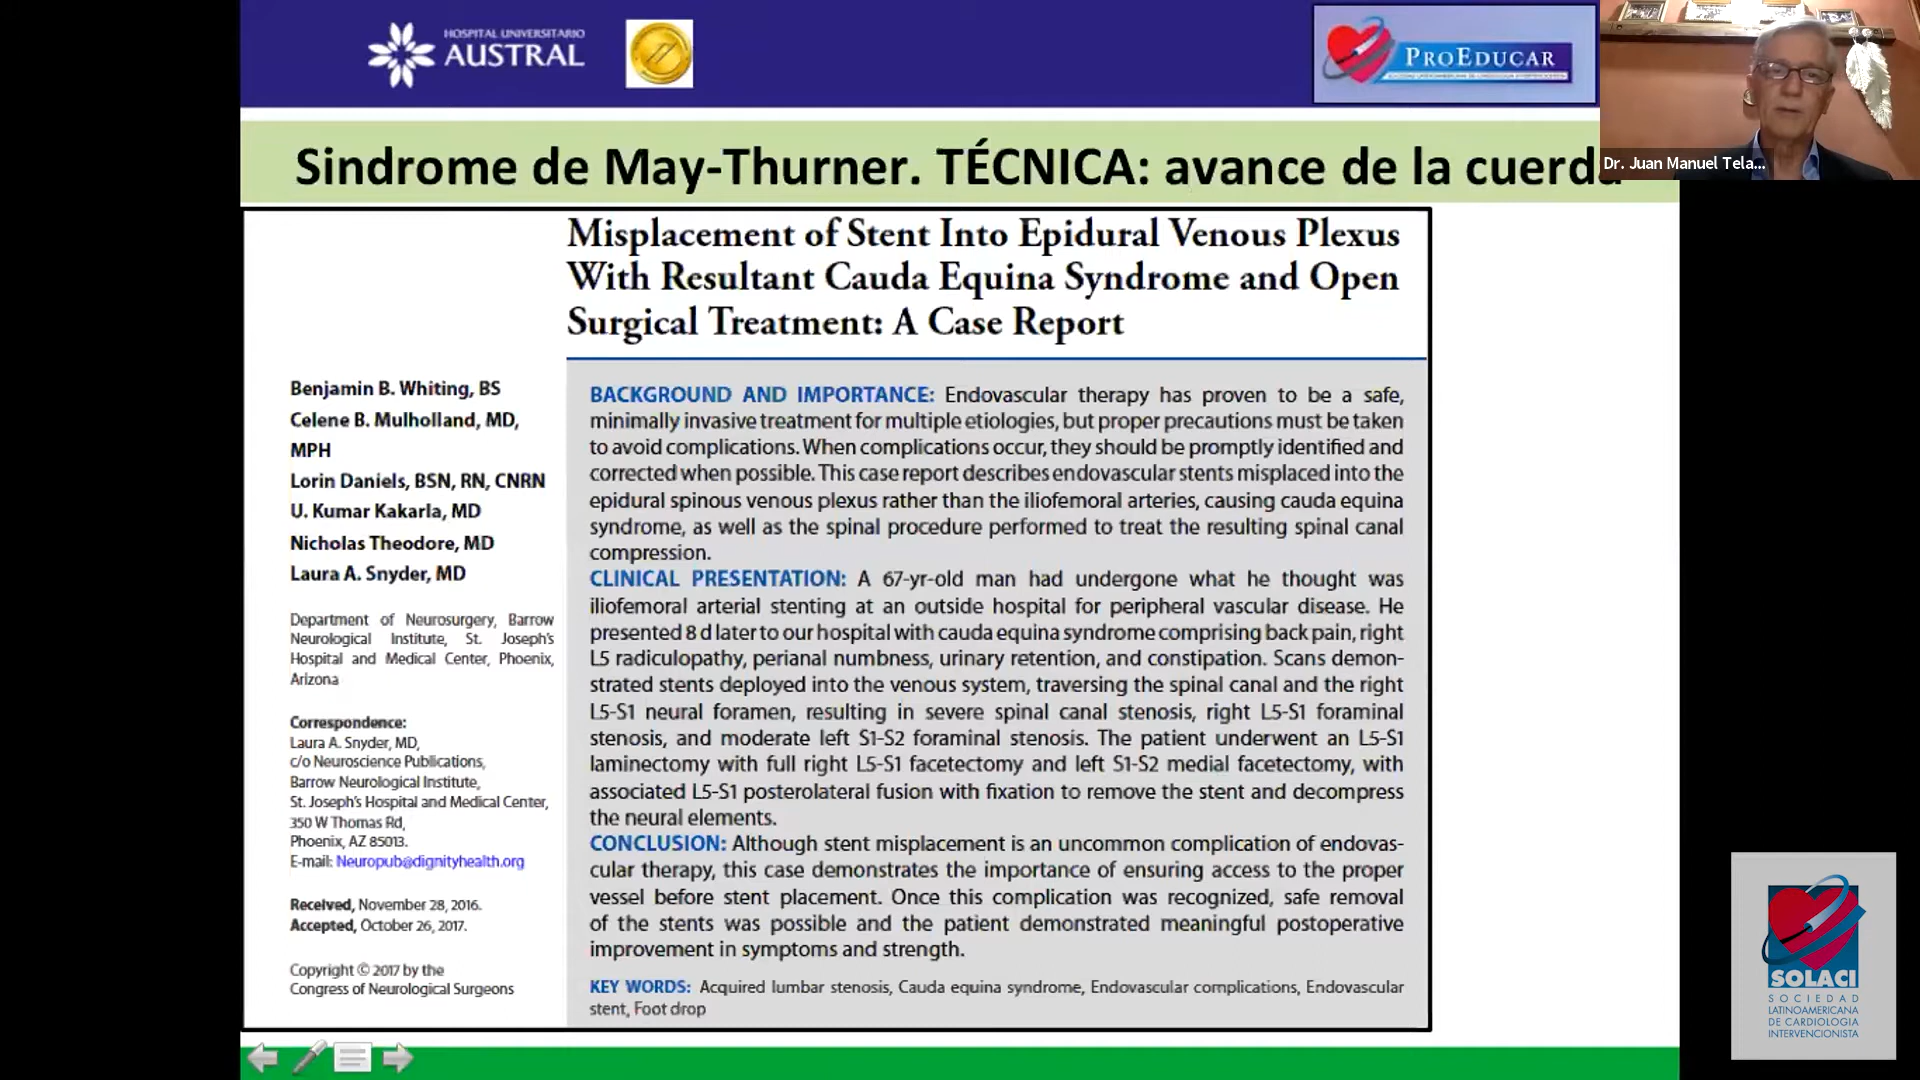 HOSPITAL UNIVERSITARIO
AUSTRAL
PROEDUCAR
Dr. Juan Manuel Tela...
Sindrome de May-Thurner. TÉCNICA: avance de la cuerda
Misplacement of Stent Into Epidural Venous Plexus
With Resultant Cauda Equina Syndrome and Open
Surgical Treatment: A Case Report
Benjamin B. Whiting, BS
Celene B. Mulholland, MD,
MPH
Lorin Daniels, BSN, RN, CNRN
U. Kumar Kakarla, MD
Nicholas Theodore, MD
Laura A. Snyder, MD
Department of Neurosurgery, Barrow
Neurological Institute, St. Joseph's
Hospital and Medical Center, Phoenix,
Arizona
Correspondence:
Laura A. Snyder, MD,
c/o Neuroscience Publications,
Barrow Neurological Institute,
St. Joseph's Hospital and Medical Center,
350 W Thomas Rd,
Phoenix, AZ 85013.
E-mail: Neuropub@dignityhealth.org
Received, November 28, 2016.
Accepted, October 26, 2017.
Copyright © 2017 by the
Congress of Neurological Surgeons
BACKGROUND AND IMPORTANCE: Endovascular therapy has proven to be a safe,
minimally invasive treatment for multiple etiologies, but proper precautions must be taken
to avoid complications. When complications occur, they should be promptly identified and
corrected when possible. This case report describes endovascular stents misplaced into the
epidural spinous venous plexus rather than the iliofemoral arteries, causing cauda equina
syndrome, as well as the spinal procedure performed to treat the resulting spinal canal
compression.
CLINICAL PRESENTATION: A 67-yr-old man had undergone what he thought was
iliofemoral arterial stenting at an outside hospital for peripheral vascular disease. He
presented 8 d later to our hospital with cauda equina syndrome comprising back pain, right
L5 radiculopathy, perianal numbness, urinary retention, and constipation. Scans demon-
strated stents deployed into the venous system, traversing the spinal canal and the right
L5-S1 neural foramen, resulting in severe spinal canal stenosis, right L5-S1 foraminal
stenosis, and moderate left S1-S2 foraminal stenosis. The patient underwent an L5-S1
laminectomy with full right L5-S1 facetectomy and left S1-S2 medial facetectomy, with
associated L5-S1 posterolateral fusion with fixation to remove the stent and decompress
the neural elements.
CONCLUSION: Although stent misplacement is an uncommon complication of endovas-
cular therapy, this case demonstrates the importance of ensuring access to the proper
vessel before stent placement. Once this complication was recognized, safe removal
of the stents was possible and the patient demonstrated meaningful postoperative
improvement in symptoms and strength.
KEY WORDS: Acquired lumbar stenosis, Cauda equina syndrome, Endovascular complications, Endovascular
stent, Foot drop
SOLACI
SOCIEDAD
LATINOAMERICANA
DE CARDIOLOGIA
INTERVENCIONISTA